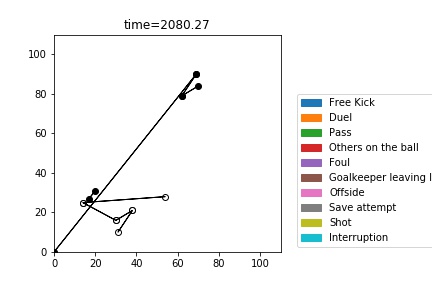 time=2080.27
100
80
60
40
20
0
0 20 40 60 80 100
Free Kick
Duel
Pass
Others on the ball
Foul
Goalkeeper leaving l
Offside
Save attempt
Shot
Interruption